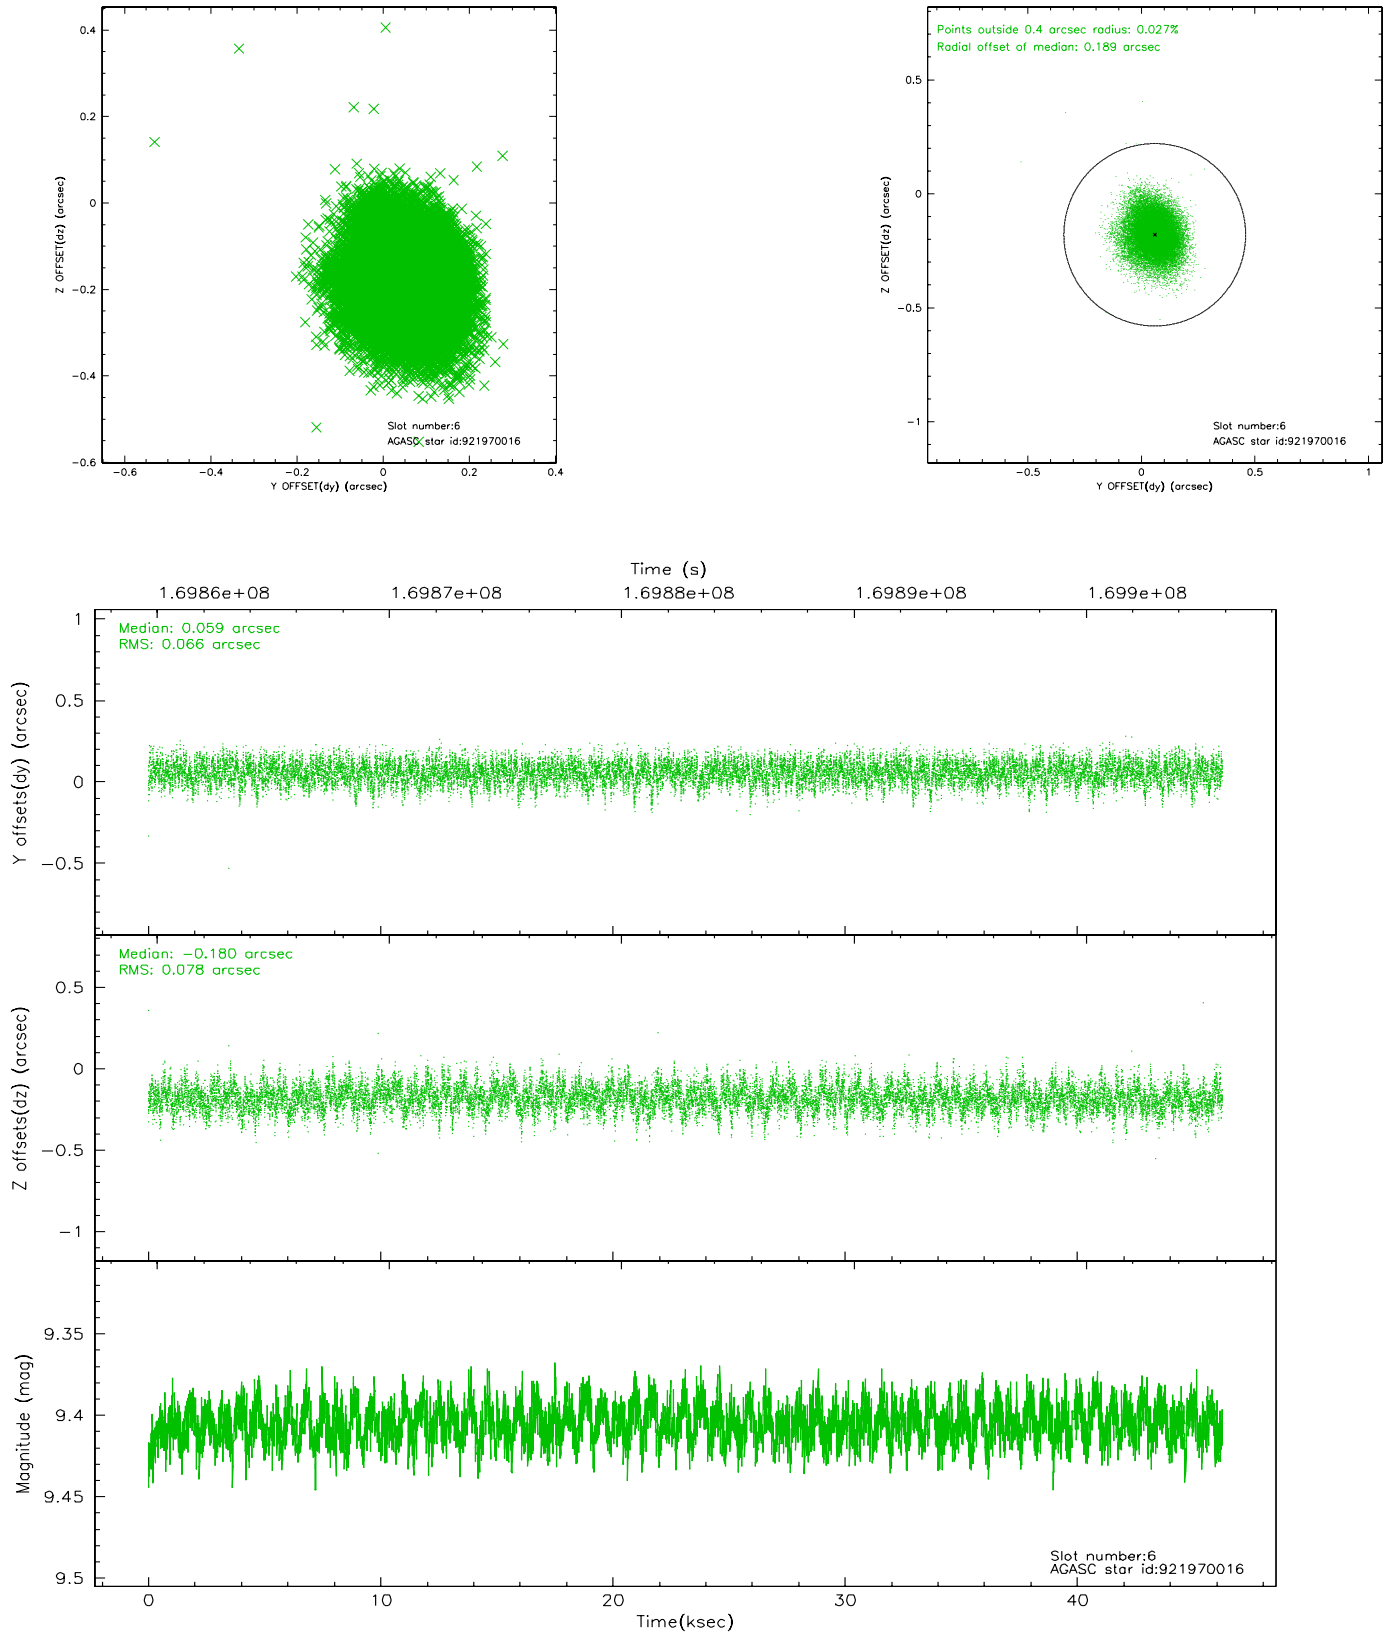 0.4
0.2
0
−0.2
−0.4
−0.6
Z OFFSET(dz) (arcsec)
Slot number:6
AGASC star id:921970016
−0.6
−0.4
−0.2
0
0.2
0.4
Y OFFSET(dy) (arcsec)
Points outside 0.4 arcsec radius: 0.027%
Radial offset of median: 0.189 arcsec
0.5
0
−0.5
−1
Z OFFSET(dz) (arcsec)
Slot number:6
AGASC star id:921970016
−0.5
0
0.5
1
Y OFFSET(dy) (arcsec)
Time (s)
1.6986e+08
1.6987e+08
1.6988e+08
1.6989e+08
1.699e+08
Median: 0.059 arcsec
RMS: 0.066 arcsec
1
0.5
0
−0.5
Y offsets(dy) (arcsec)
Median: −0.180 arcsec
RMS: 0.078 arcsec
0.5
0
−0.5
−1
Z offsets(dz) (arcsec)
9.35
9.4
9.45
9.5
Magnitude (mag)
Slot number:6
AGASC star id:921970016
0
10
20
30
40
Time(ksec)